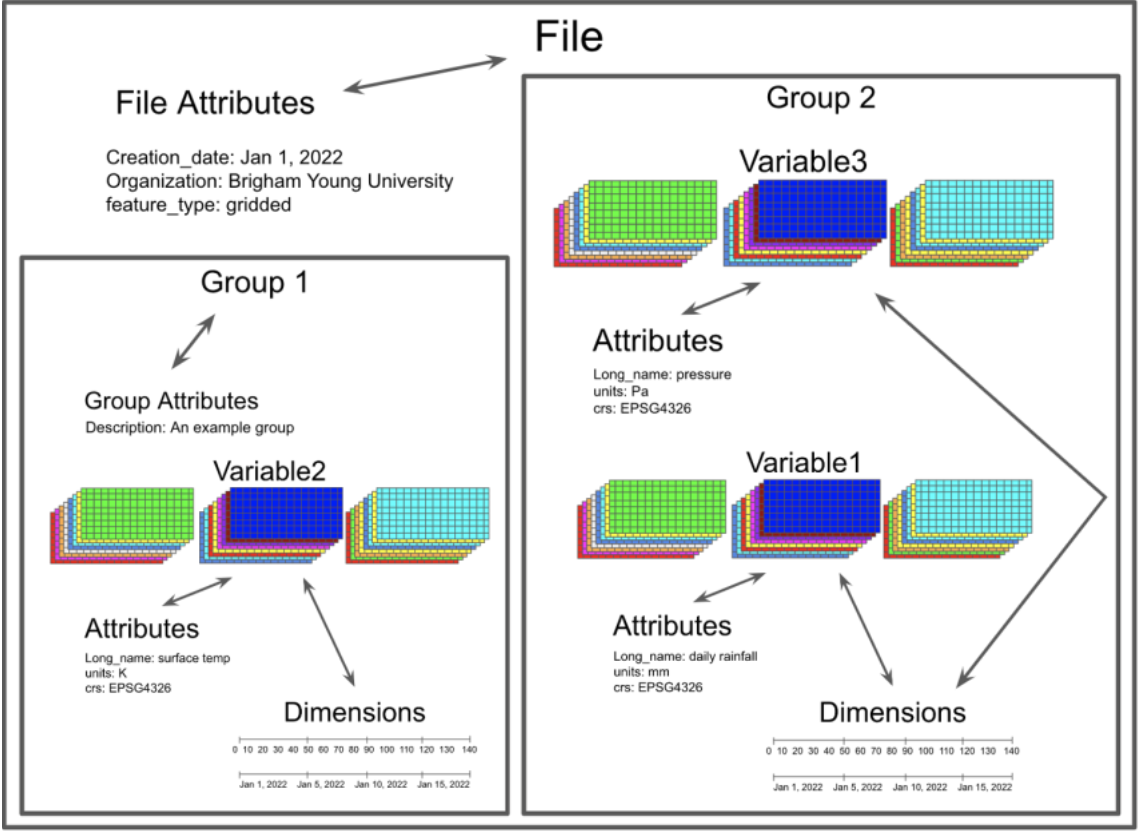 File
File Attributes
Creation_date: Jan 1, 2022
Organization: Brigham Young University
feature_type: gridded
Group 1
Group Attributes
Description: An example group
Variable2
Attributes
Long_name: surface temp
units: K
crs: EPSG4326
Dimensions
0 10 20 30 40 50 60 70 80 90 100 110 120 130 140
Jan 1, 2022 Jan 5, 2022 Jan 10, 2022 Jan 15, 2022
Group 2
Variable3
Attributes
Long_name: pressure
units: Pa
crs: EPSG4326
Variable1
Attributes
Long_name: daily rainfall
units: mm
crs: EPSG4326
Dimensions
0 10 20 30 40 50 60 70 80 90 100 110 120 130 140
Jan 1, 2022 Jan 5, 2022 Jan 10, 2022 Jan 15, 2022